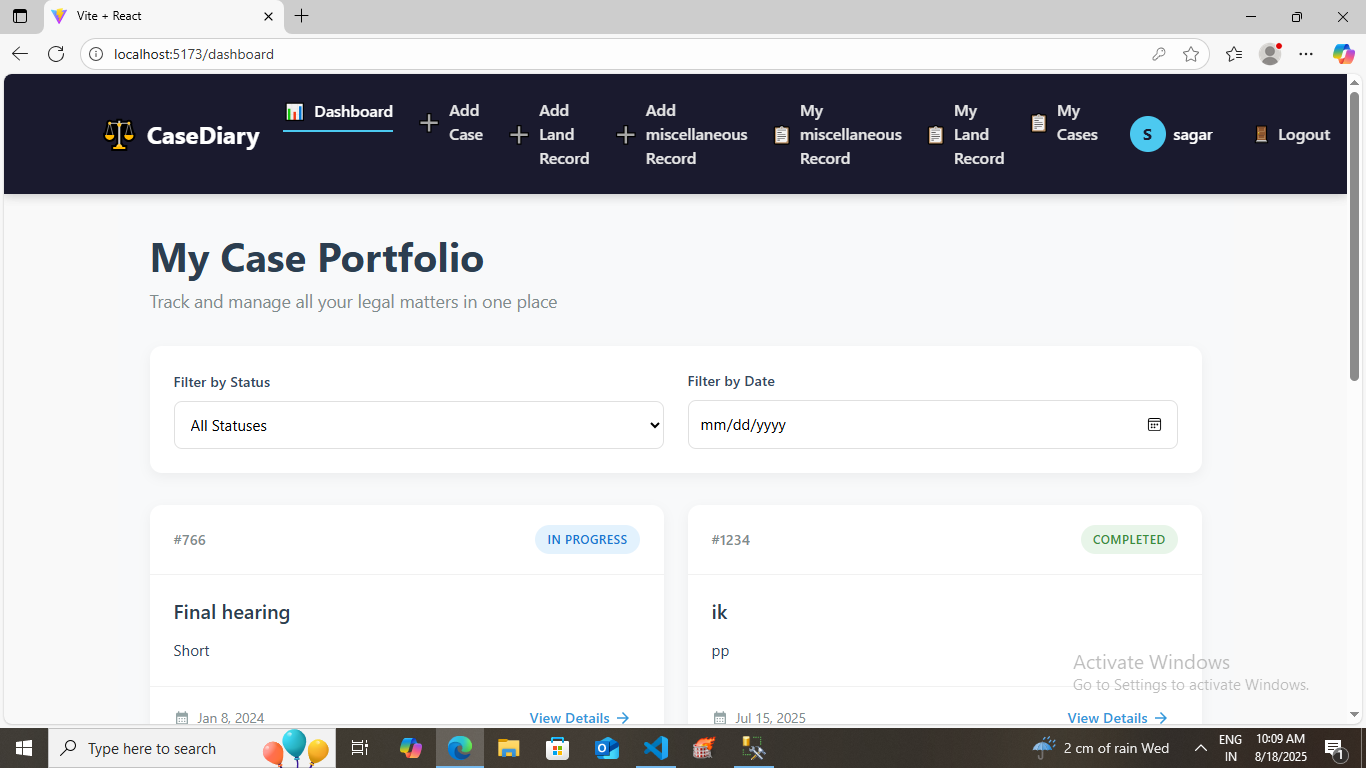 Vite + React
localhost:5173/dashboard
CaseDiary
Dashboard
Add
Case
Add
Land
Record
Add
miscellaneous
Record
My
miscellaneous
Record
My
Land
Record
My
Cases
S
sagar
Logout
My Case Portfolio
Track and manage all your legal matters in one place
Filter by Status
All Statuses
Filter by Date
mm/dd/yyyy
#766
IN PROGRESS
Final hearing
Short
Jan 8, 2024
View Details →
#1234
COMPLETED
ik
pp
Jul 15, 2025
View Details →
Activate Windows
Go to Settings to activate Windows.
Type here to search
2 cm of rain Wed
ENG
IN
10:09 AM
8/18/2025
1